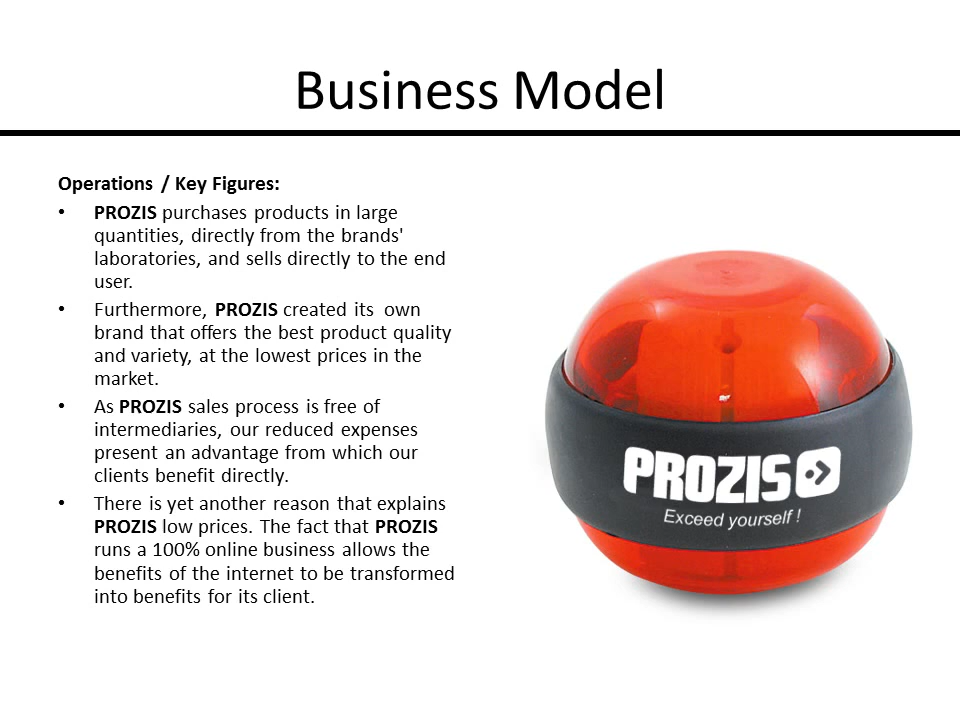 Business Model
Operations / Key Figures:
• PROZIS purchases products in large
quantities, directly from the brands'
laboratories, and sells directly to the end
user.
• Furthermore, PROZIS created its own
brand that offers the best product quality
and variety, at the lowest prices in the
market.
• As PROZIS sales process is free of
intermediaries, our reduced expenses
present an advantage from which our
clients benefit directly.
• There is yet another reason that explains
PROZIS low prices. The fact that PROZIS
runs a 100% online business allows the
benefits of the internet to be transformed
into benefits for its client.
PROZIS
Exceed yourself !